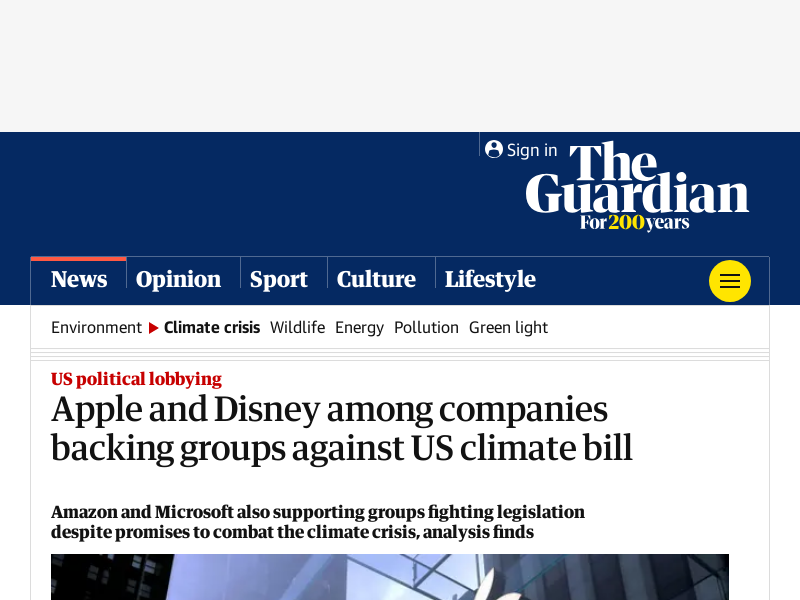 Sign in
The
Guardian
For 200 years
News Opinion Sport Culture Lifestyle
Environment Climate crisis Wildlife Energy Pollution Green light
US political lobbying
Apple and Disney among companies
backing groups against US climate bill
Amazon and Microsoft also supporting groups fighting legislation
despite promises to combat the climate crisis, analysis finds